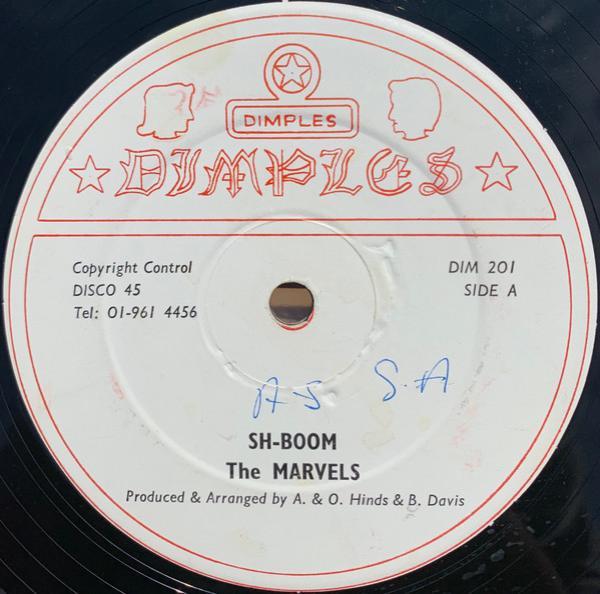 DIMPLES
DIMPLES
Copyright Control
DIM 201
DISCO 45
SIDE A
Tel: 01-961 4456
A-S S.A
SH-BOOM
The MARVELS
Produced & Arranged by A. & O. Hinds & B. Davis